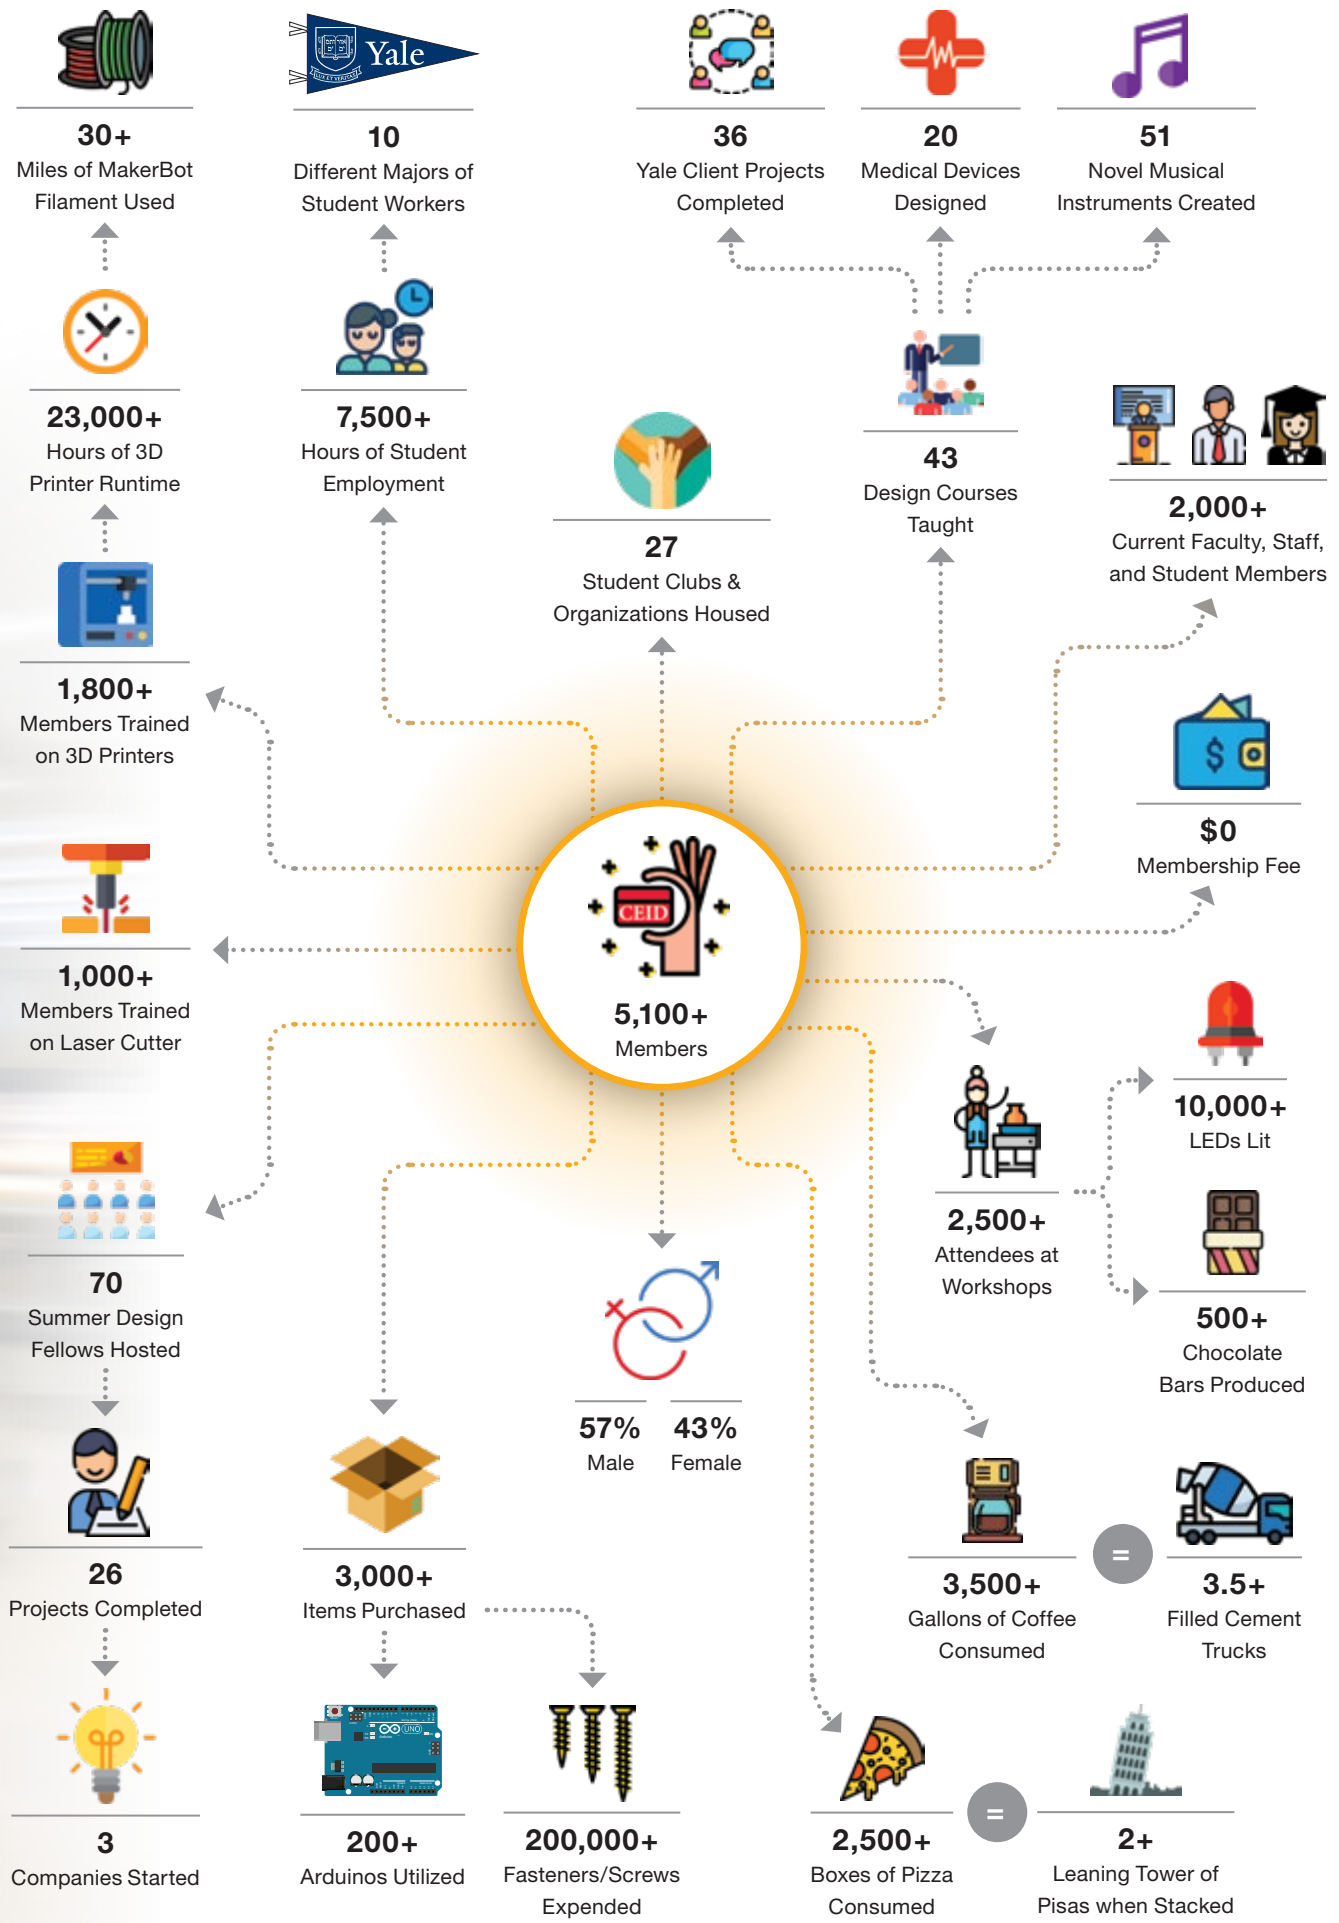 Yale
LUX ET VERITAS
30+
Miles of MakerBot
Filament Used
10
Different Majors of
Student Workers
36
Yale Client Projects
Completed
20
Medical Devices
Designed
51
Novel Musical
Instruments Created
23,000+
Hours of 3D
Printer Runtime
7,500+
Hours of Student
Employment
27
Student Clubs &
Organizations Housed
43
Design Courses
Taught
2,000+
Current Faculty, Staff,
and Student Members
1,800+
Members Trained
on 3D Printers
$
$0
Membership Fee
1,000+
Members Trained
on Laser Cutter
CEID
5,100+
Members
10,000+
LEDs Lit
2,500+
Attendees at
Workshops
500+
Chocolate
Bars Produced
70
Summer Design
Fellows Hosted
57%
Male
43%
Female
26
Projects Completed
3,000+
Items Purchased
3,500+
Gallons of Coffee
Consumed
=
3.5+
Filled Cement
Trucks
UNO
3
Companies Started
200+
Arduinos Utilized
200,000+
Fasteners/Screws
Expended
2,500+
Boxes of Pizza
Consumed
=
2+
Leaning Tower of
Pisas when Stacked